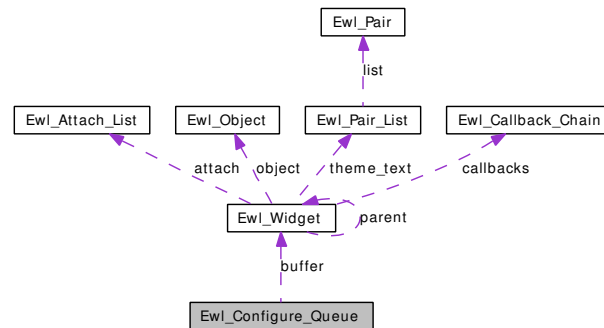 Ewl_Pair
list
Ewl_Attach_List Ewl_Object Ewl_Pair_List Ewl_Callback_Chain
attach object theme_text callbacks
Ewl_Widget parent
buffer
Ewl_Configure_Queue